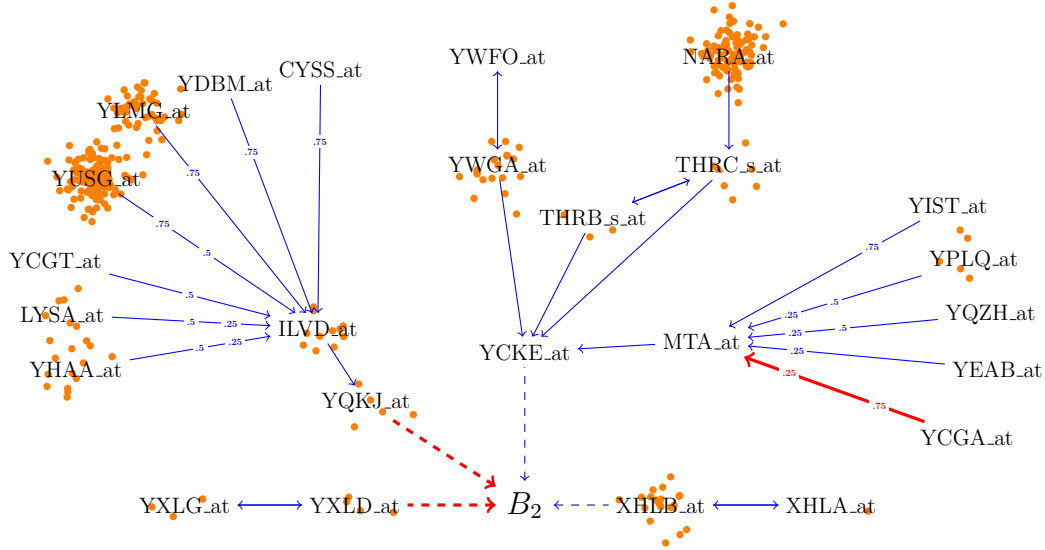 YWFO_at
NARA_at
CYSS_at
YDBM_at
YLMG_at
.75
.75
.75
YWGA_at
THRC_s_at
YUSG_at
THRB_s_at
YIST_at
.75
.5
.75
YCGT_at
YPLQ_at
.5
.5
.25
LYSA_at
.5
.25
ILVD_at
YQZH_at
.25
.5
YHAA_at
.5
.25
YCKE_at
MTA_at
.25
YEAB_at
.25
.75
YQKJ_at
YCGA_at
YXLG_at
YXLD_at
B2
XHLB_at
XHLA_at